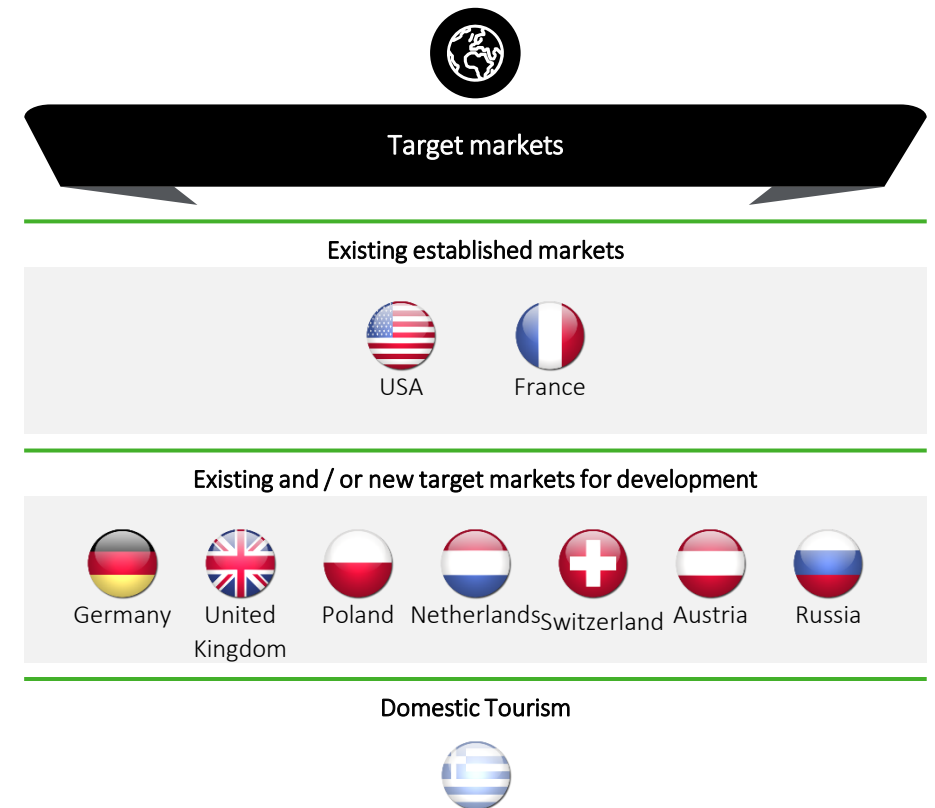 Target markets
Existing established markets
USA France
Existing and / or new target markets for development
Germany United Kingdom Poland Netherlands Switzerland Austria Russia
Domestic Tourism